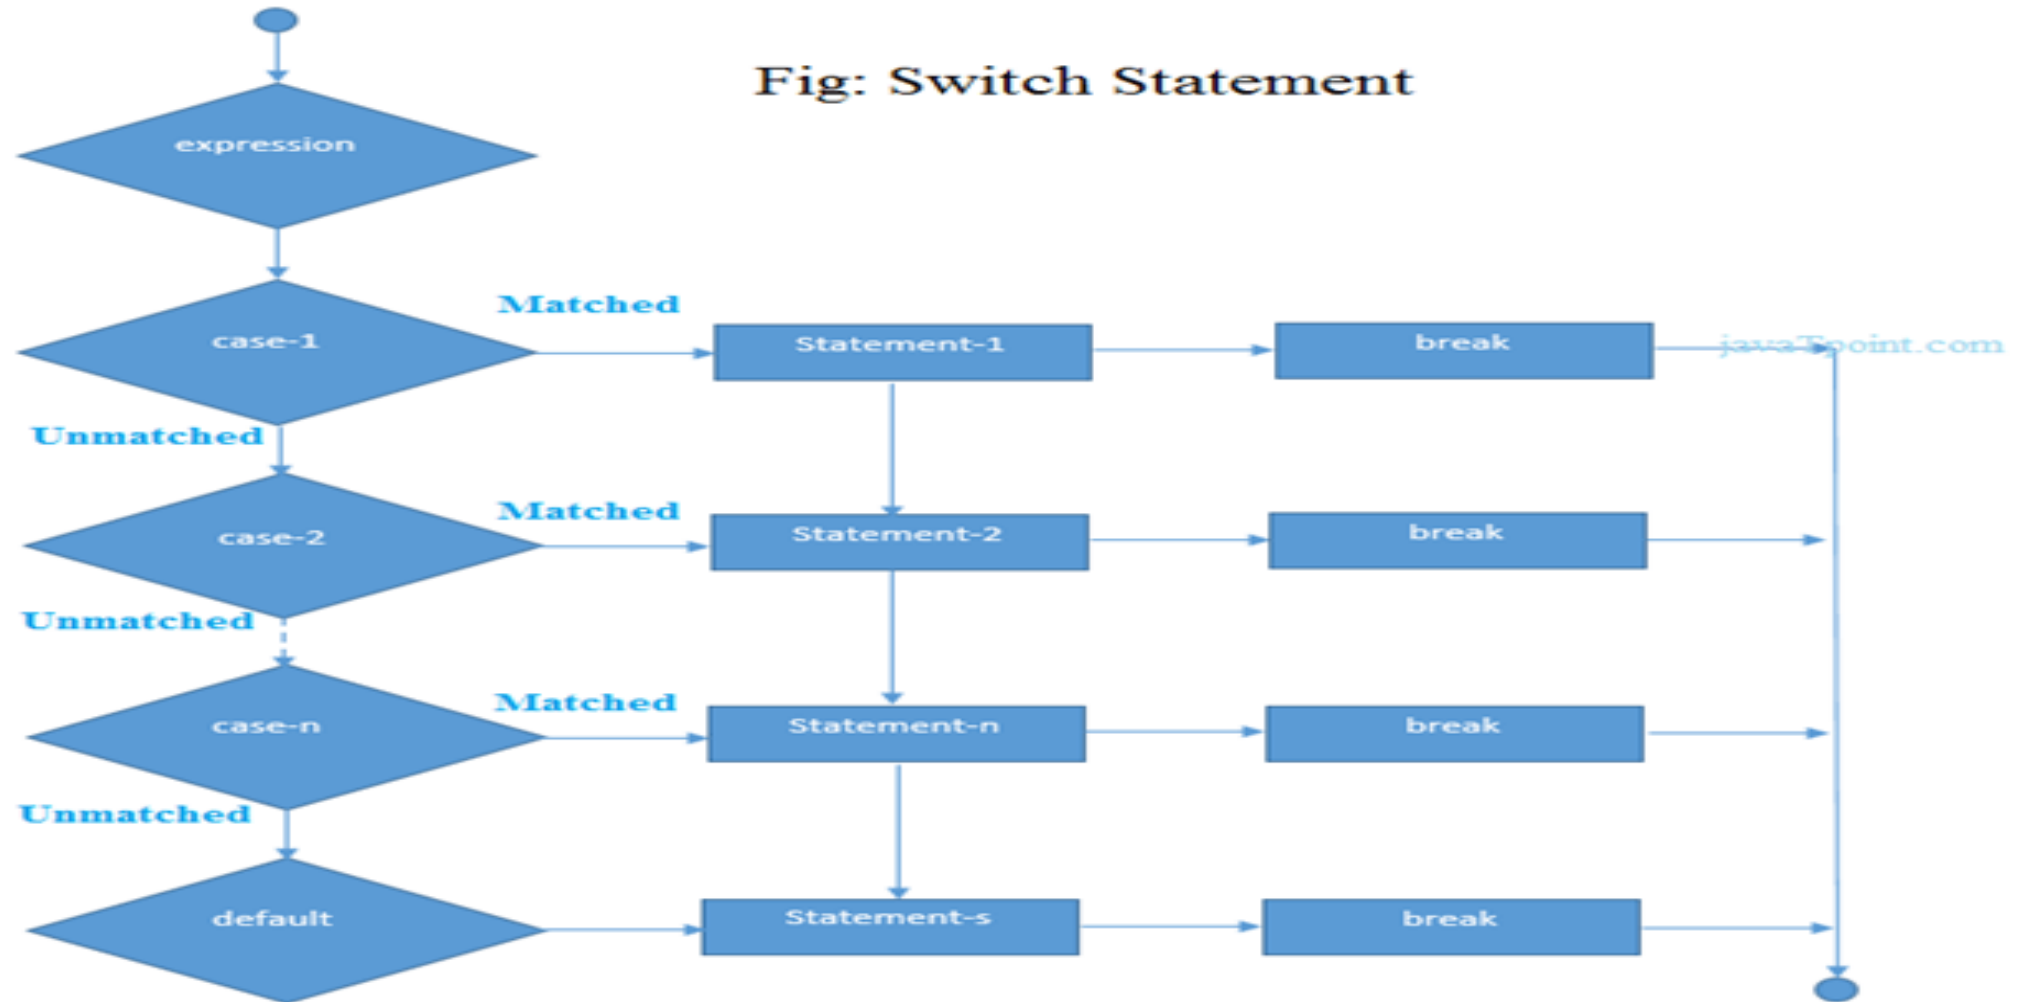 Fig: Switch Statement
expression
case-1
Matched
Statement-1
break
javaTpoint.com
Unmatched
case-2
Matched
Statement-2
break
Unmatched
case-n
Matched
Statement-n
break
Unmatched
default
Statement-s
break